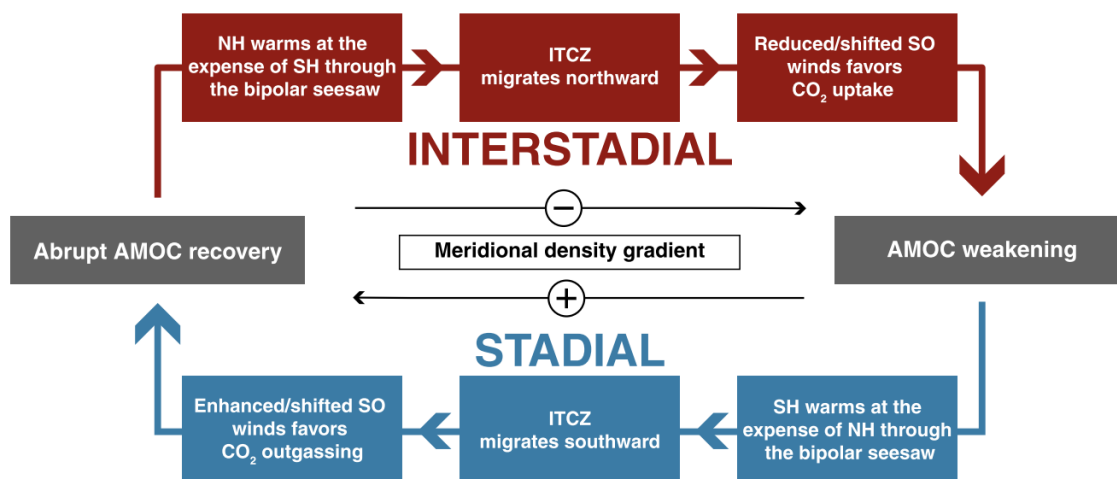 NH warms at the
expense of SH through
the bipolar seesaw
ITCZ
migrates northward
Reduced/shifted SO
winds favors
CO₂ uptake
INTERSTADIAL
−
Abrupt AMOC recovery
Meridional density gradient
AMOC weakening
+
STADIAL
Enhanced/shifted SO
winds favors
CO₂ outgassing
ITCZ
migrates southward
SH warms at the
expense of NH through
the bipolar seesaw